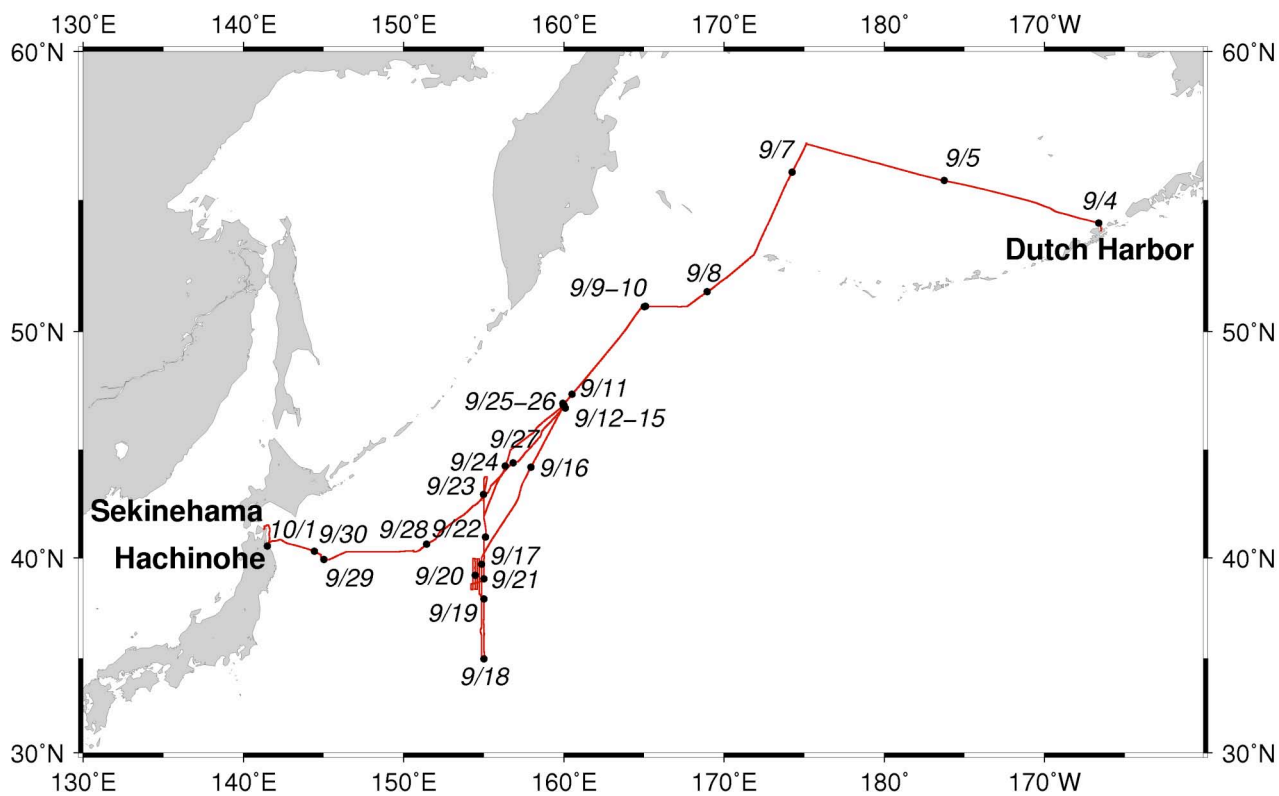 130˚E 140˚E 150˚E 160˚E 170˚E 180˚ 170˚W
60˚N 60˚N
9/7
9/5
9/4
Dutch Harbor
9/8
9/9−10
50˚N 50˚N
9/11
9/25−26
9/12−15
9/27
9/24
9/16
9/23
Sekinehama
10/1
9/30
9/28
9/22
Hachinohe
9/17
40˚N 40˚N
9/29
9/20
9/21
9/19
9/18
30˚N 30˚N
130˚E 140˚E 150˚E 160˚E 170˚E 180˚ 170˚W